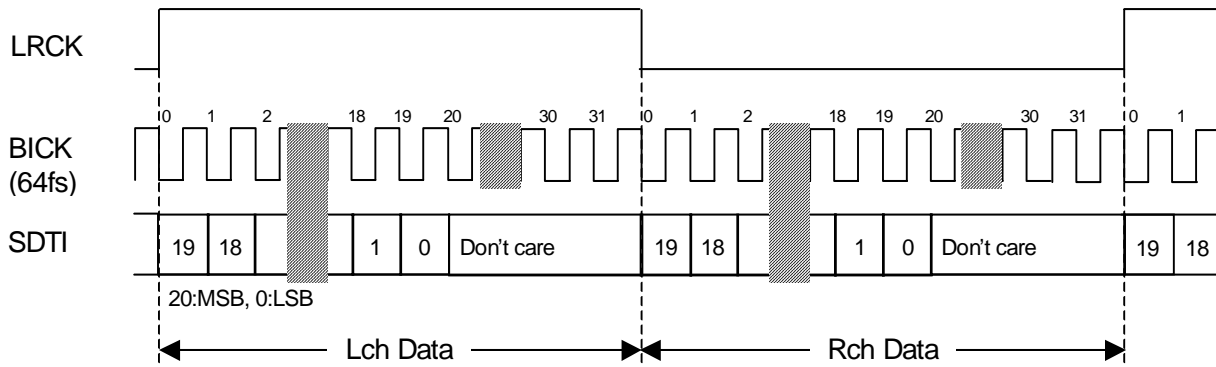 LRCK
0 1 2 18 19 20 30 31 0 1 2 18 19 20 30 31 0 1
BICK
(64fs)
SDTI
19 18 1 0 Don't care 19 18 1 0 Don't care 19 18
20:MSB, 0:LSB
Lch Data Rch Data